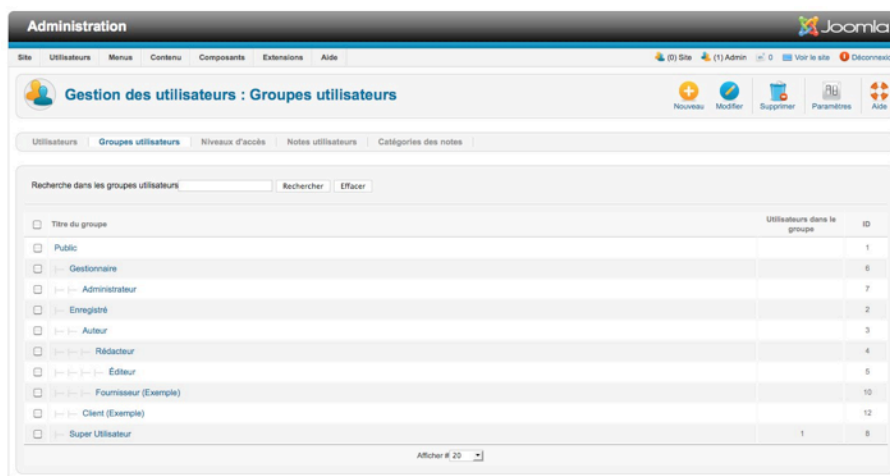 Administration
Joomla
Site Utilisateurs Menus Contenu Composants Extensions Aide (0) Site (1) Admin 0 Voir le site Déconnexio
Gestion des utilisateurs : Groupes utilisateurs
Nouveau Modifier Supprimer Paramètres Aide
Utilisateurs Groupes utilisateurs Niveaux d'accès Notes utilisateurs Catégories des notes
Recherche dans les groupes utilisateurs Rechercher Effacer
Titre du groupe Utilisateurs dans le groupe ID
Public 1
Gestionnaire 6
Administrateur 7
Enregistré 2
Auteur 3
Rédacteur 4
Éditeur 5
Fournisseur (Exemple) 10
Client (Exemple) 12
Super Utilisateur 1 8
Afficher # 20